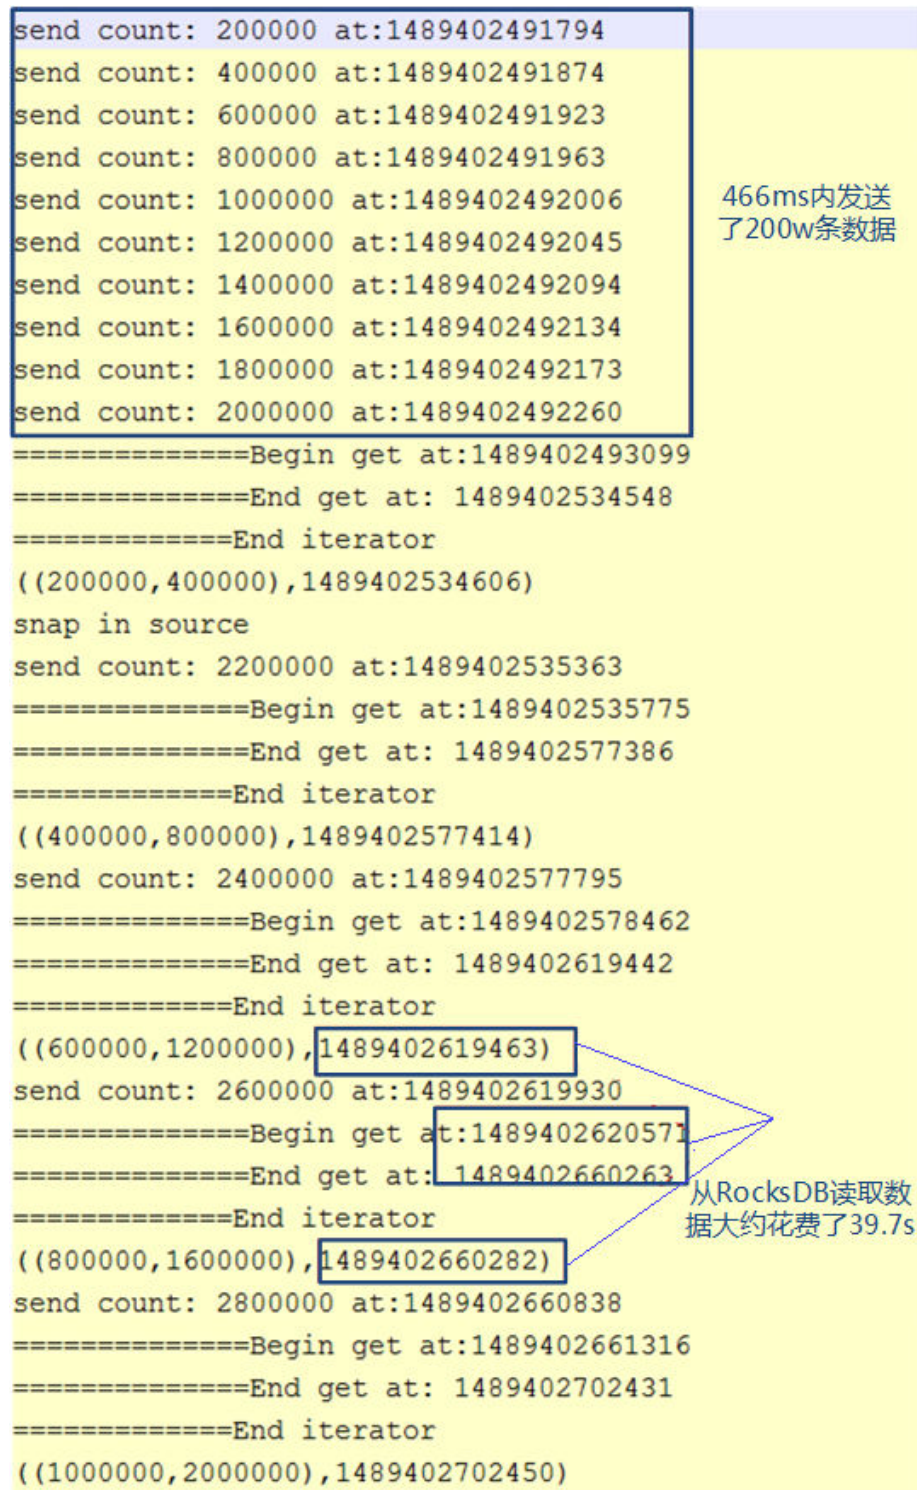 send count: 200000 at:1489402491794
send count: 400000 at:1489402491874
send count: 600000 at:1489402491923
send count: 800000 at:1489402491963
send count: 1000000 at:1489402492006
send count: 1200000 at:1489402492045
send count: 1400000 at:1489402492094
send count: 1600000 at:1489402492134
send count: 1800000 at:1489402492173
send count: 2000000 at:1489402492260
466ms内发送
了200w条数据
==============Begin get at:1489402493099
==============End get at: 1489402534548
=============End iterator
((200000,400000),1489402534606)
snap in source
send count: 2200000 at:1489402535363
==============Begin get at:1489402535775
==============End get at: 1489402577386
=============End iterator
((400000,800000),1489402577414)
send count: 2400000 at:1489402577795
==============Begin get at:1489402578462
==============End get at: 1489402619442
=============End iterator
((600000,1200000),1489402619463)
send count: 2600000 at:1489402619930
==============Begin get at:1489402620571
==============End get at: 1489402660263
=============End iterator
((800000,1600000),1489402660282)
从RocksDB读取数
据大约花费了39.7s
send count: 2800000 at:1489402660838
==============Begin get at:1489402661316
==============End get at: 1489402702431
=============End iterator
((1000000,2000000),1489402702450)